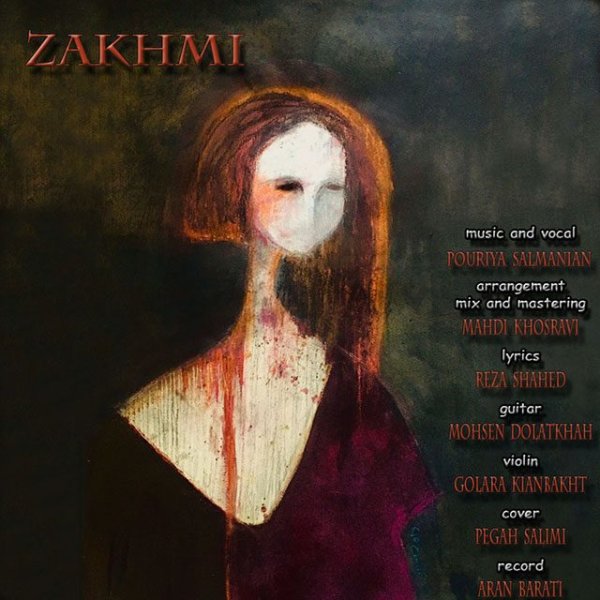 ZAKHMI
music and vocal
POURIYA SALMANIAN
arrangement
mix and mastering
MAHDI KHOSRAVI
lyrics
REZA SHAHED
guitar
MOHSEN DOLATKHAH
violin
GOLARA KIANBAKHT
cover
PEGAH SALIMI
record
ARAN BARATI